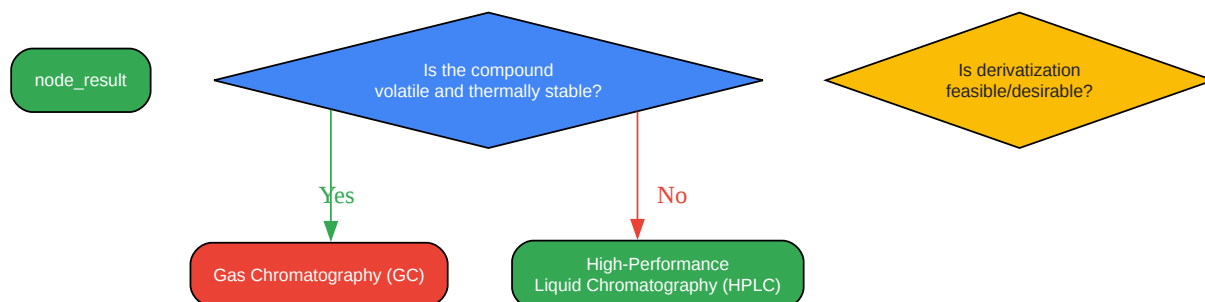 node_result
Is the compound
volatile and thermally stable?
Is derivatization
feasible/desirable?
Yes
No
Gas Chromatography (GC)
High-Performance
Liquid Chromatography (HPLC)